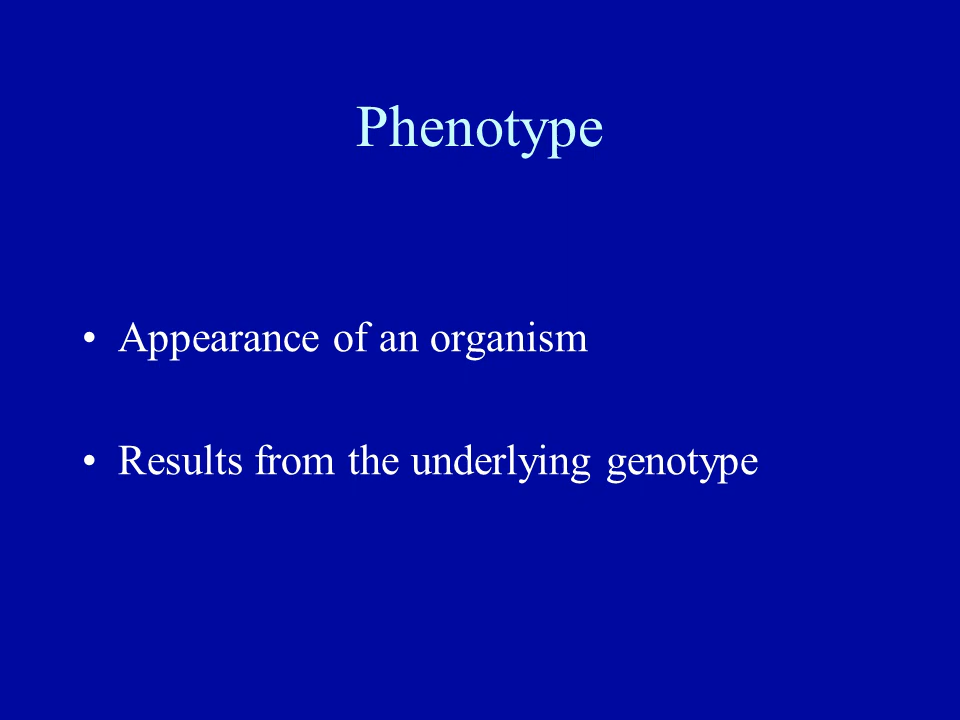 Phenotype
• Appearance of an organism
• Results from the underlying genotype